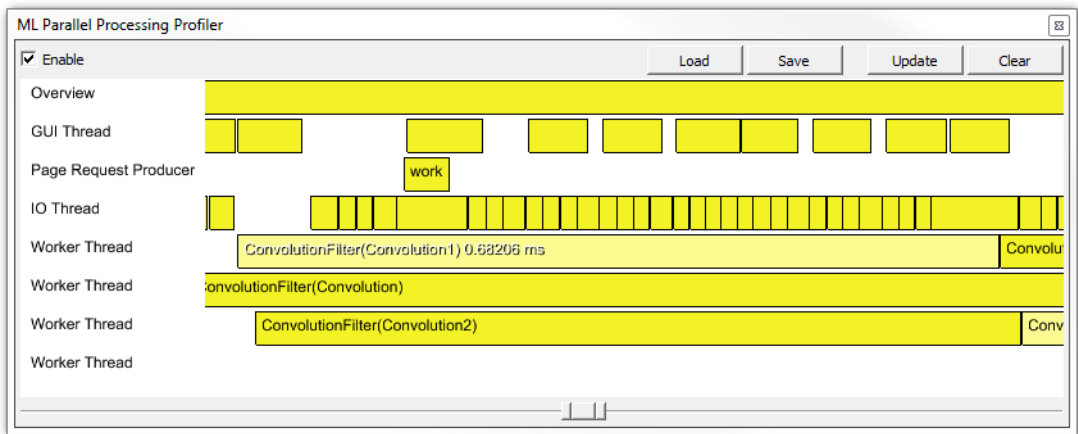 ML Parallel Processing Profiler
Enable
Load Save Update Clear
Overview
GUI Thread
Page Request Producer work
IO Thread
Worker Thread ConvolutionFilter(Convolution1) 0.68206 ms Convolu
Worker Thread onvolutionFilter(Convolution)
Worker Thread ConvolutionFilter(Convolution2) Conv
Worker Thread